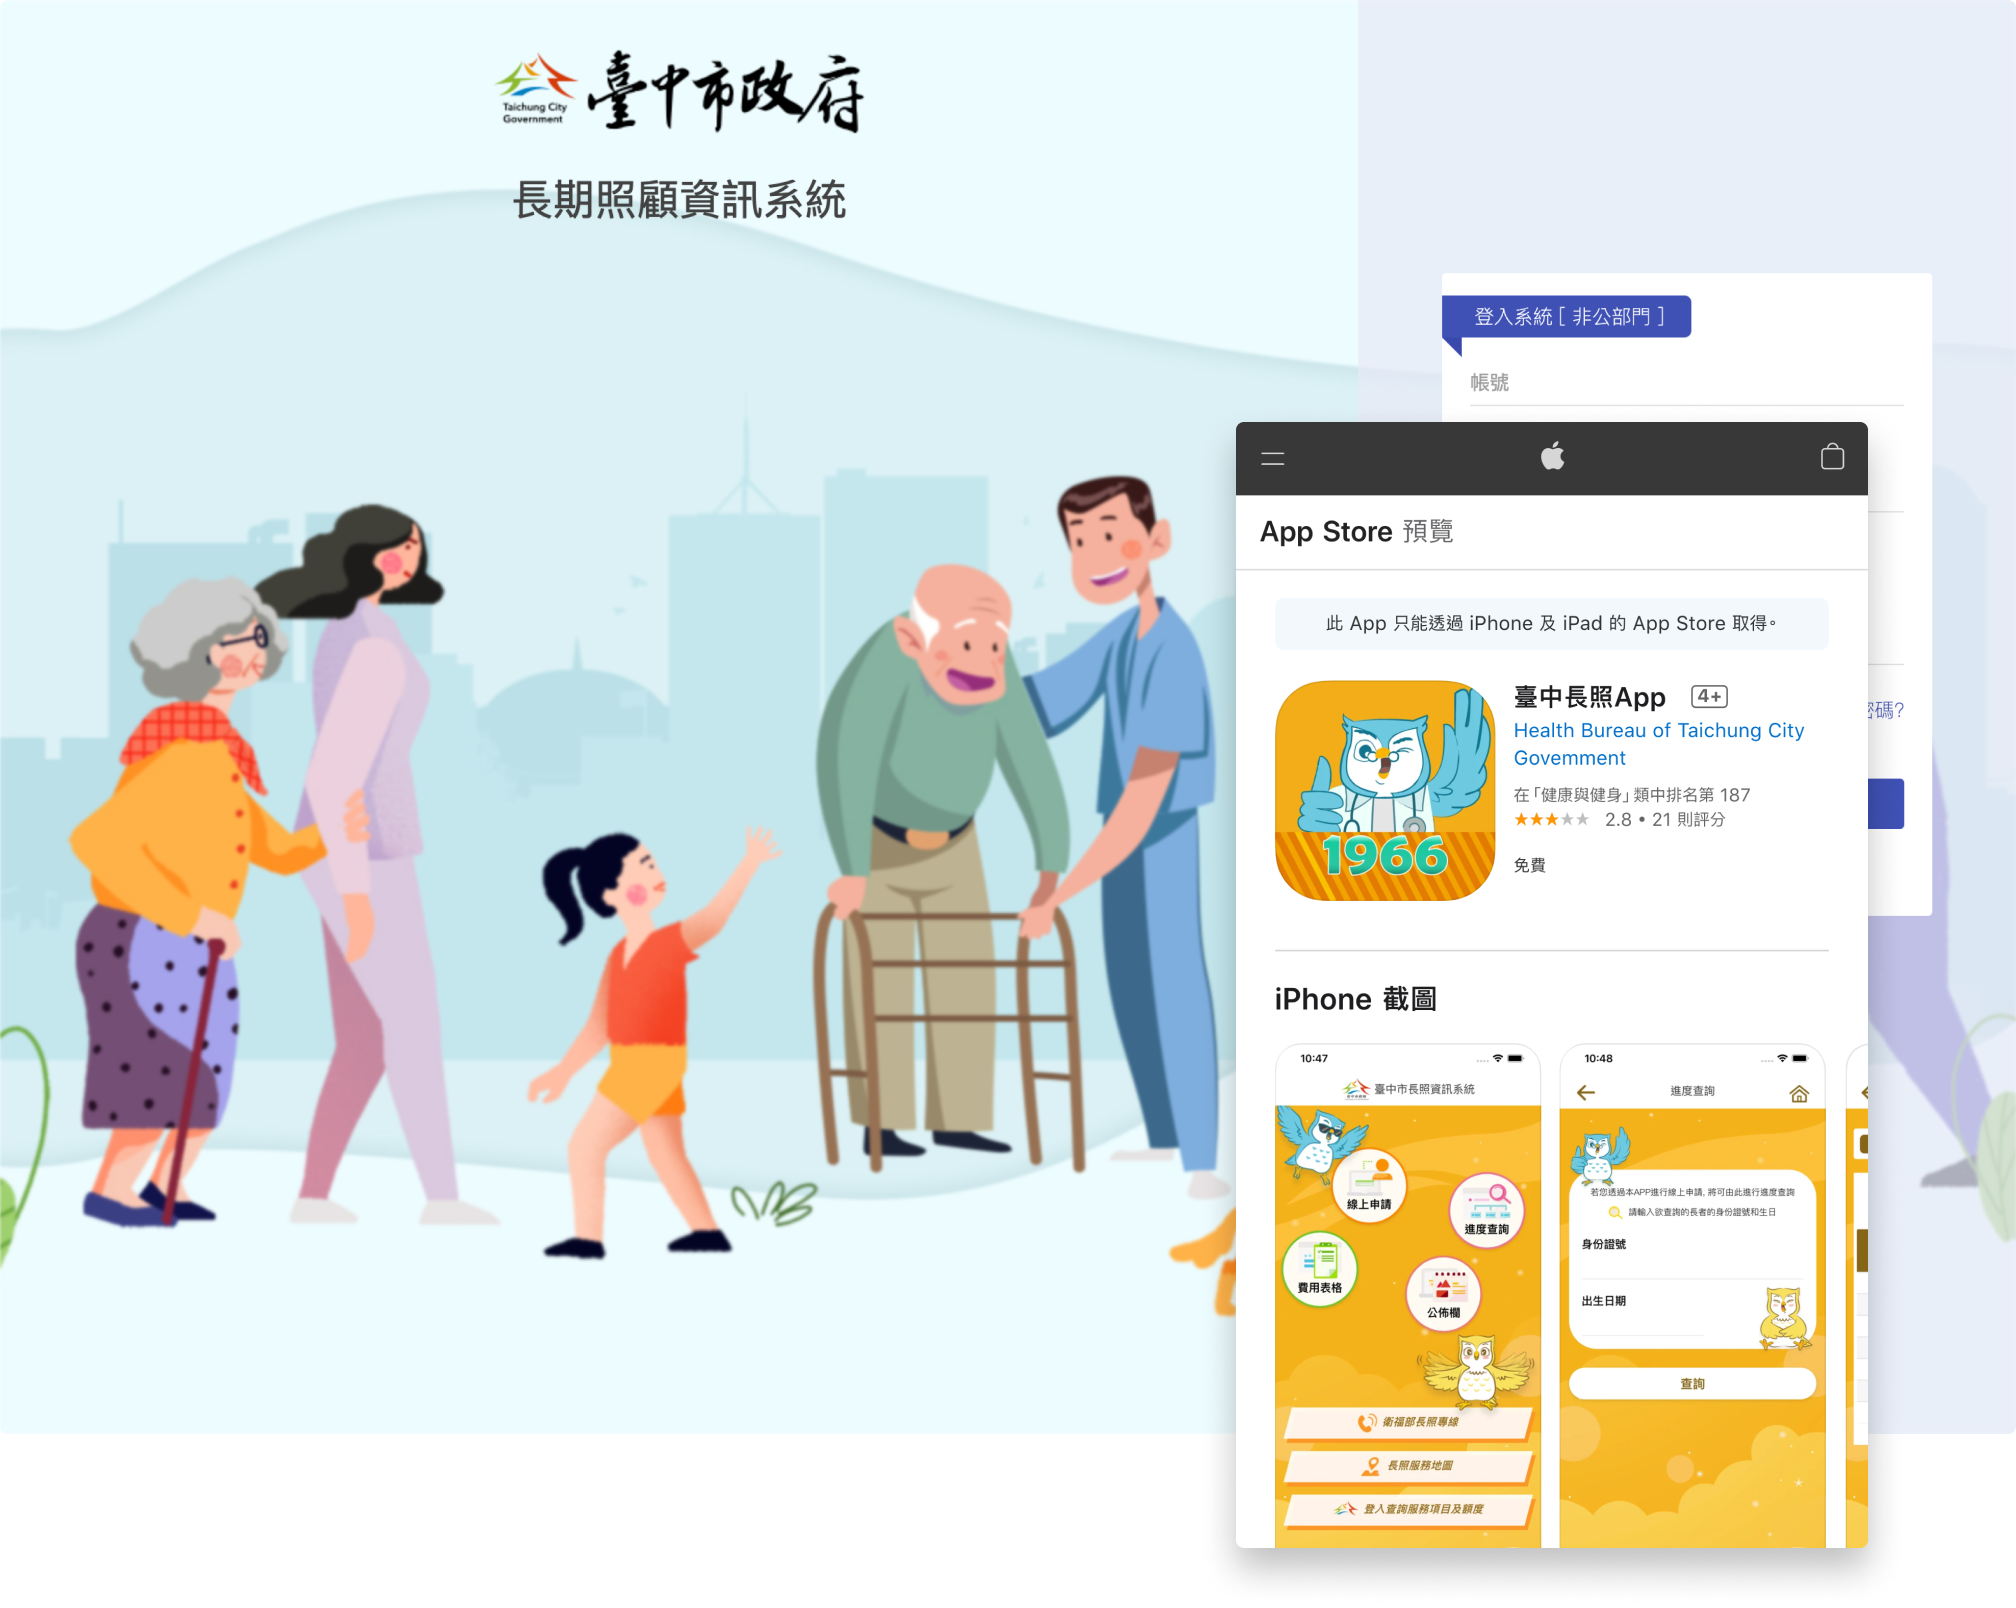 Taichung City
Government
臺中市政府
長期照顧資訊系統
登入系統 [ 非公部門 ]
帳號
密碼?
App Store 預覽
此 App 只能透過 iPhone 及 iPad 的 App Store 取得。
臺中長照App 4+
Health Bureau of Taichung City
Govemment
在「健康與健身」類中排名第 187
★★★★★ 2.8 • 21 則評分
免費
1966
iPhone 截圖
10:47
臺中市長照資訊系統
線上申請
進度查詢
費用表格
公佈欄
衛福部長照專線
長照服務地圖
登入查詢服務項目及額度
10:48
進度查詢
若您透過本APP進行線上申請, 將可由此進行進度查詢
請輸入欲查詢的長者的身份證號和生日
身份證號
出生日期
查詢